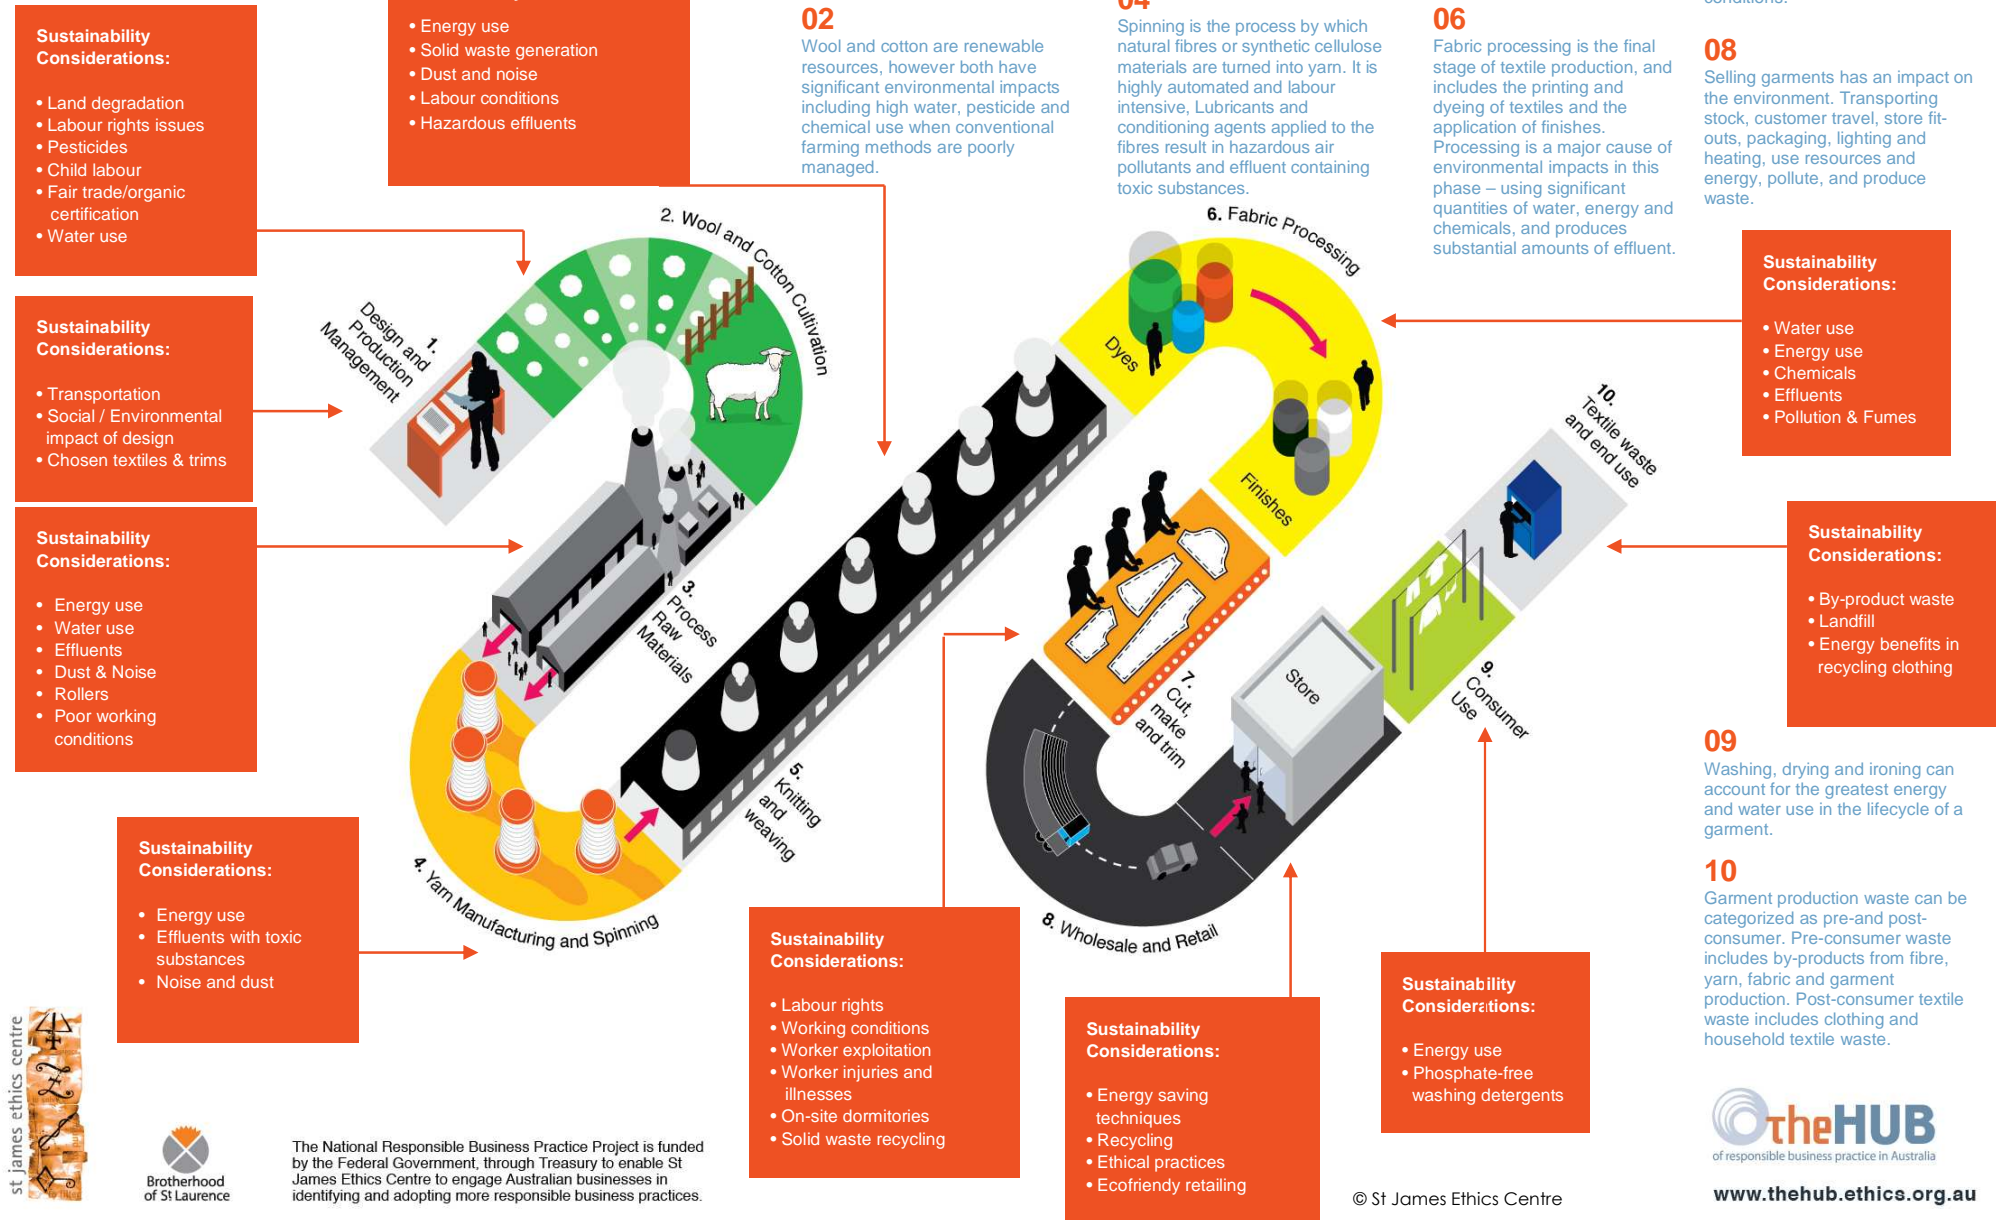 Sustainability
Considerations:
• Land degradation
• Labour rights issues
• Pesticides
• Child labour
• Fair trade/organic
certification
• Water use
• Energy use
• Solid waste generation
• Dust and noise
• Labour conditions
• Hazardous effluents
02
Wool and cotton are renewable
resources, however both have
significant environmental impacts
including high water, pesticide and
chemical use when conventional
farming methods are poorly
managed.
04
Spinning is the process by which
natural fibres or synthetic cellulose
materials are turned into yarn. It is
highly automated and labour
intensive, Lubricants and
conditioning agents applied to the
fibres result in hazardous air
pollutants and effluent containing
toxic substances.
06
Fabric processing is the final
stage of textile production, and
includes the printing and
dyeing of textiles and the
application of finishes.
Processing is a major cause of
environmental impacts in this
phase – using significant
quantities of water, energy and
chemicals, and produces
substantial amounts of effluent.
conditions.
08
Selling garments has an impact on
the environment. Transporting
stock, customer travel, store fit-
outs, packaging, lighting and
heating, use resources and
energy, pollute, and produce
waste.
Sustainability
Considerations:
• Transportation
• Social / Environmental
impact of design
• Chosen textiles & trims
Sustainability
Considerations:
• Energy use
• Water use
• Effluents
• Dust & Noise
• Rollers
• Poor working
conditions
Sustainability
Considerations:
• Energy use
• Effluents with toxic
substances
• Noise and dust
1.
Design and
Production
Management
2. Wool and Cotton Cultivation
3.
Process
Raw
Materials
4. Yarn Manufacturing and Spinning
5.
Knitting
and
weaving
6. Fabric Processing
Dyes
Finishes
7.
Cut,
make
and trim
8. Wholesale and Retail
Store
9.
Consumer
Use
10.
Textile waste
and end use
Sustainability
Considerations:
• Water use
• Energy use
• Chemicals
• Effluents
• Pollution & Fumes
Sustainability
Considerations:
• By-product waste
• Landfill
• Energy benefits in
recycling clothing
Sustainability
Considerations:
• Labour rights
• Working conditions
• Worker exploitation
• Worker injuries and
illnesses
• On-site dormitories
• Solid waste recycling
Sustainability
Considerations:
• Energy saving
techniques
• Recycling
• Ethical practices
• Ecofriendy retailing
Sustainability
Considerations:
• Energy use
• Phosphate-free
washing detergents
09
Washing, drying and ironing can
account for the greatest energy
and water use in the lifecycle of a
garment.
10
Garment production waste can be
categorized as pre-and post-
consumer. Pre-consumer waste
includes by-products from fibre,
yarn, fabric and garment
production. Post-consumer textile
waste includes clothing and
household textile waste.
st james ethics centre
Brotherhood
of St Laurence
The National Responsible Business Practice Project is funded
by the Federal Government, through Treasury to enable St
James Ethics Centre to engage Australian businesses in
identifying and adopting more responsible business practices.
© St James Ethics Centre
theHUB
of responsible business practice in Australia
www.thehub.ethics.org.au